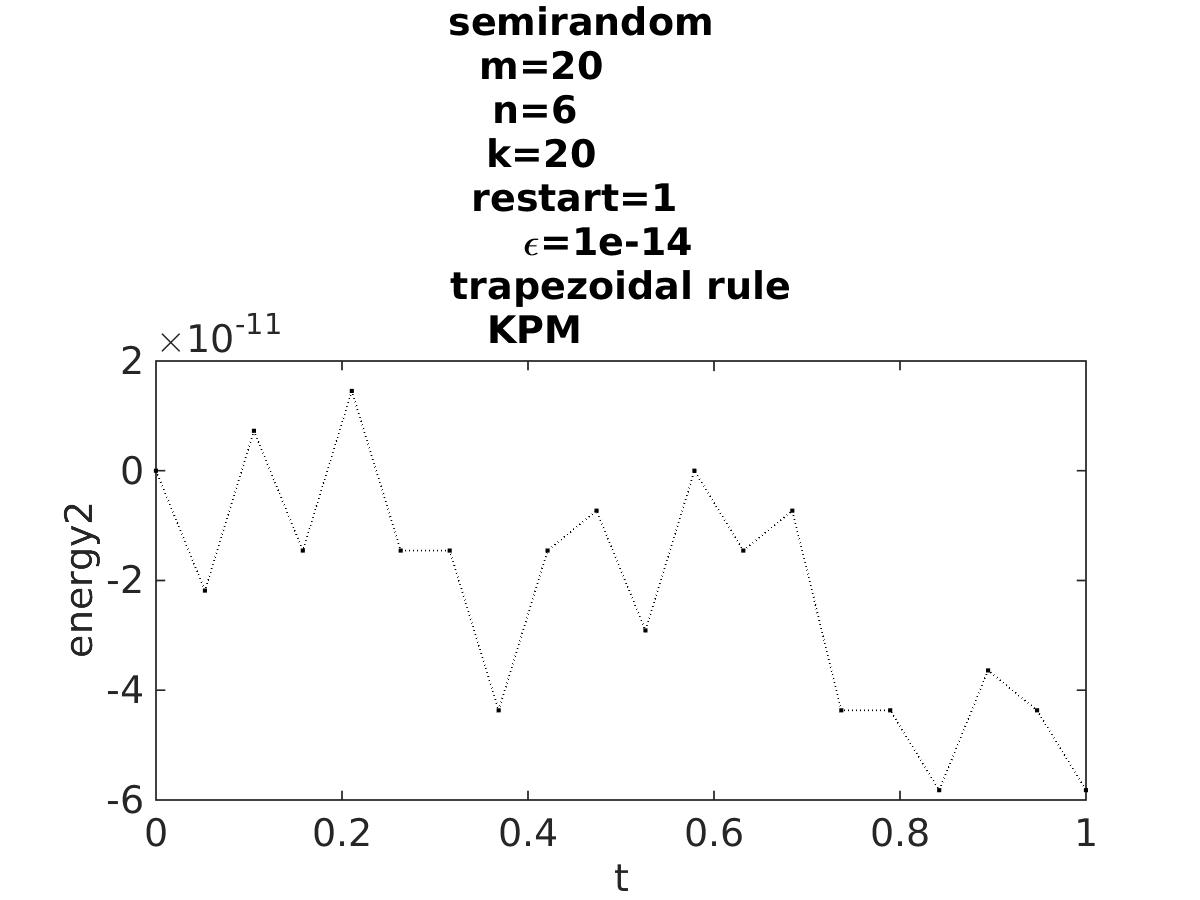 semirandom
m=20
n=6
k=20
restart=1
ϵ=1e-14
trapezoidal rule
KPM
×10-11
2
0
-2
-4
-6
energy2
0 0.2 0.4 0.6 0.8 1
t